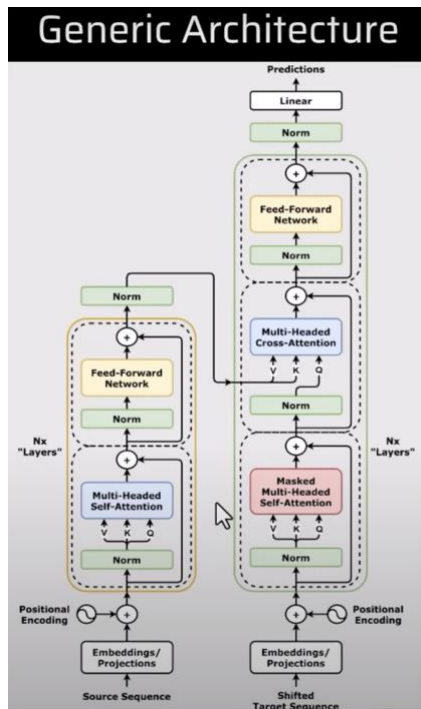 Generic Architecture
Predictions
Linear
Norm
Feed-Forward
Network
Norm
Multi-Headed
Cross-Attention
V K Q
Norm
Masked
Multi-Headed
Self-Attention
V K Q
Norm
Nx
"Layers"
Positional
Encoding
Embeddings/
Projections
Shifted
Target Sequence
Norm
Feed-Forward
Network
Norm
Multi-Headed
Self-Attention
V K Q
Norm
Nx
"Layers"
Positional
Encoding
Embeddings/
Projections
Source Sequence